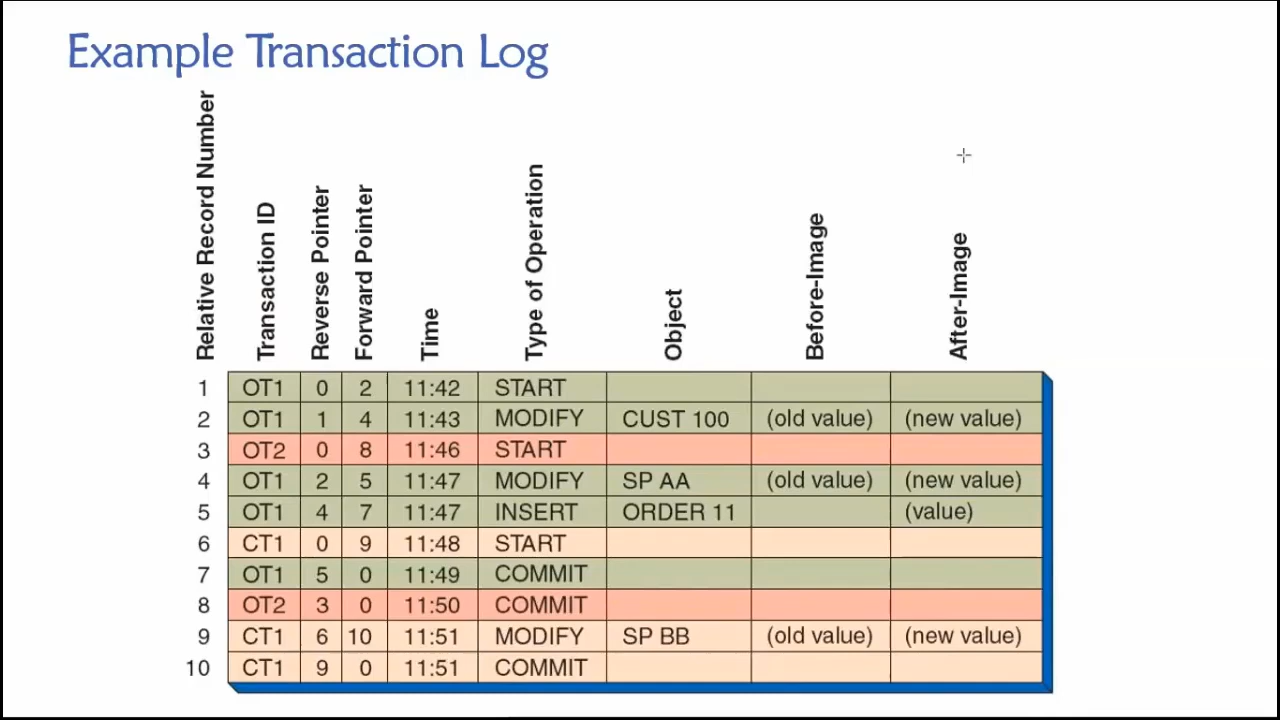 Example Transaction Log
Relative Record Number
Transaction ID
Reverse Pointer
Forward Pointer
Time
Type of Operation
Object
Before-Image
After-Image
1 OT1 0 2 11:42 START
2 OT1 1 4 11:43 MODIFY CUST 100 (old value) (new value)
3 OT2 0 8 11:46 START
4 OT1 2 5 11:47 MODIFY SP AA (old value) (new value)
5 OT1 4 7 11:47 INSERT ORDER 11 (value)
6 CT1 0 9 11:48 START
7 OT1 5 0 11:49 COMMIT
8 OT2 3 0 11:50 COMMIT
9 CT1 6 10 11:51 MODIFY SP BB (old value) (new value)
10 CT1 9 0 11:51 COMMIT